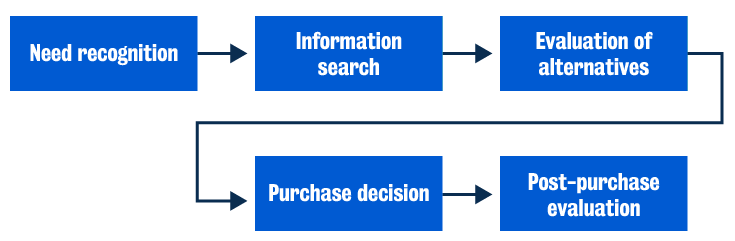 Need recognition
Information
search
Evaluation of
alternatives
Purchase decision
Post-purchase
evaluation